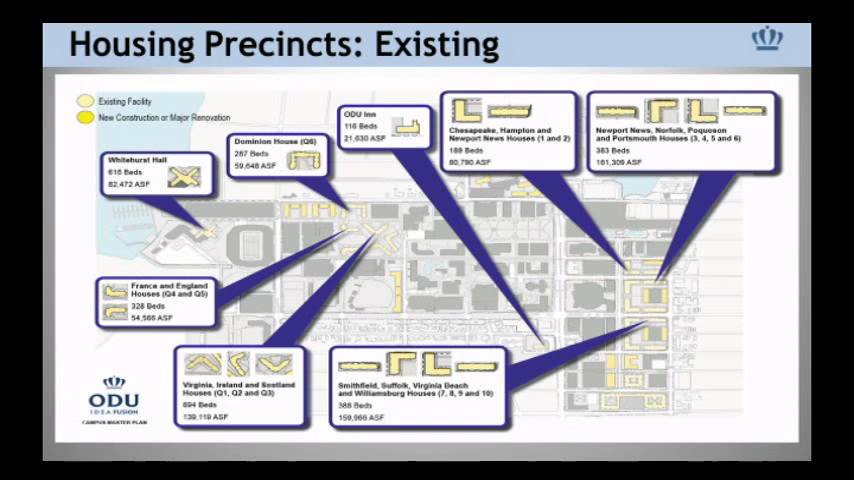 Housing Precincts: Existing
Existing Facility
New Construction or Major Renovation
Whitehurst Hall
616 Beds
82,472 ASF
Dominion House (Q6)
287 Beds
59,648 ASF
ODU Inn
116 Beds
21,630 ASF
Chesapeake, Hampton and
Newport News Houses (1 and 2)
189 Beds
80,790 ASF
Newport News, Norfolk, Poquoson
and Portsmouth Houses (3, 4, 5 and 6)
383 Beds
161,309 ASF
France and England
Houses (Q4 and Q5)
328 Beds
54,566 ASF
Virginia, Ireland and Scotland
Houses (Q1, Q2 and Q3)
694 Beds
139,119 ASF
Smithfield, Suffolk, Virginia Beach
and Williamsburg Houses (7, 8, 9 and 10)
388 Beds
159,966 ASF
ODU
IDEA FUSION
CAMPUS MASTER PLAN